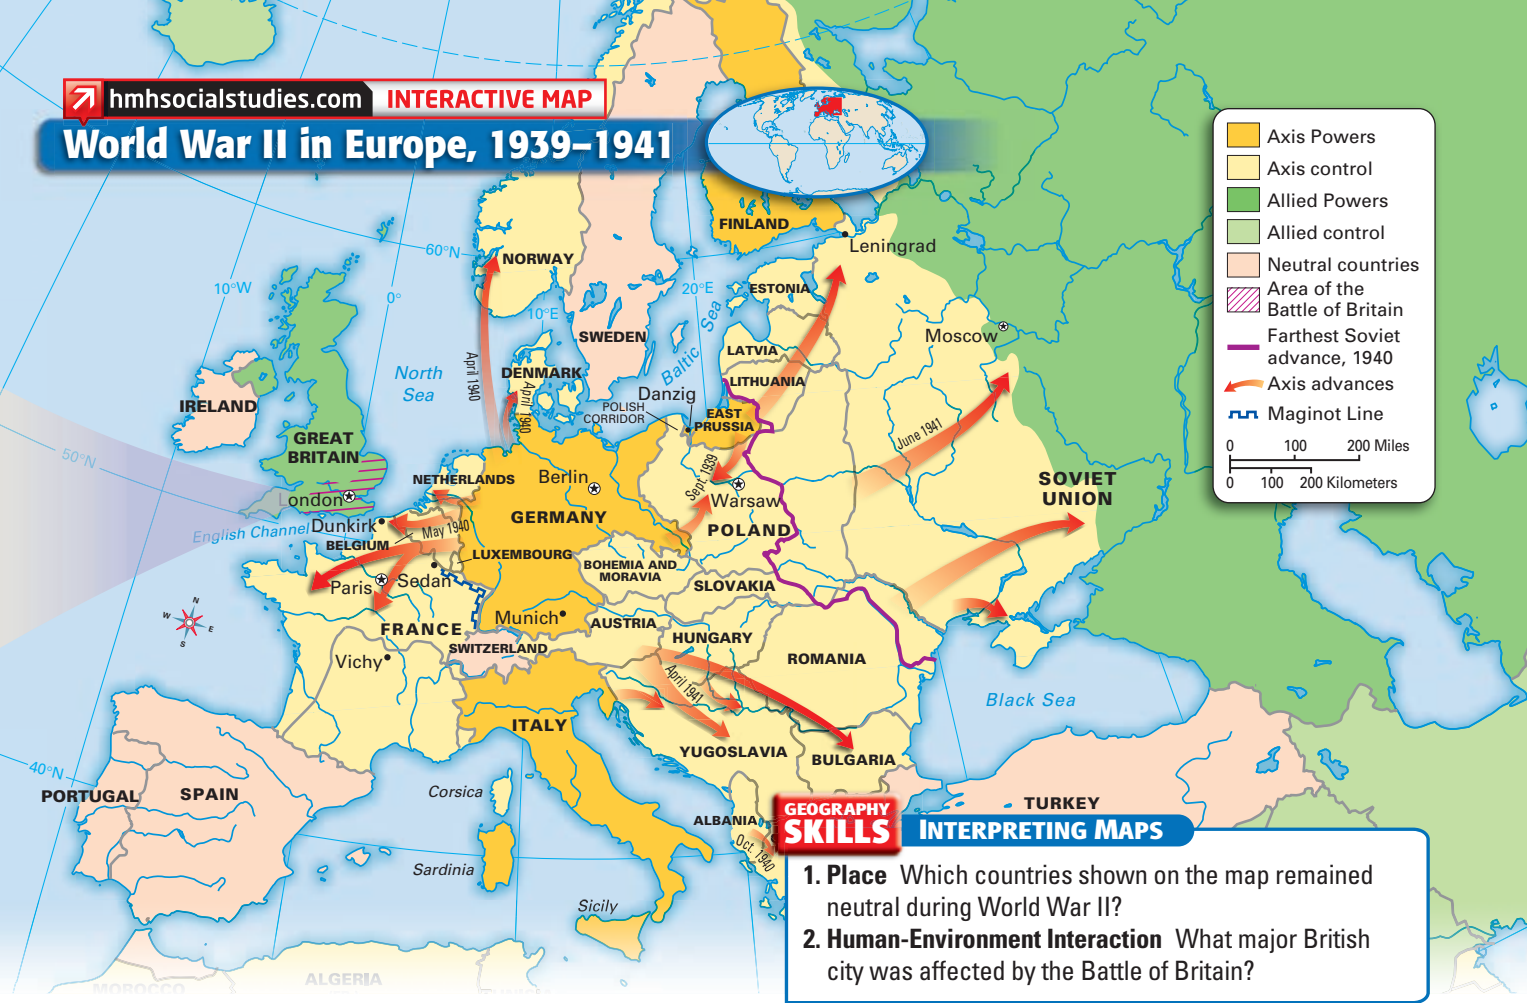 hmhsocialstudies.com INTERACTIVE MAP
World War II in Europe, 1939–1941
Axis Powers
Axis control
Allied Powers
Allied control
Neutral countries
Area of the
Battle of Britain
Farthest Soviet
advance, 1940
Axis advances
Maginot Line
0 100 200 Miles
0 100 200 Kilometers
FINLAND
Leningrad
60°N
NORWAY
10°W
0°
20°E
ESTONIA
10°E
Baltic Sea
SWEDEN
Moscow
LATVIA
April 1940
North
Sea
DENMARK
April 1940
LITHUANIA
Danzig
POLISH
CORRIDOR
EAST
PRUSSIA
IRELAND
GREAT
BRITAIN
June 1941
50°N
NETHERLANDS
Berlin
Sept. 1939
SOVIET
UNION
London
Warsaw
English Channel
Dunkirk
May 1940
GERMANY
POLAND
BELGIUM
LUXEMBOURG
BOHEMIA AND
MORAVIA
Paris
Sedan
SLOVAKIA
N
W
E
S
Munich
AUSTRIA
FRANCE
HUNGARY
SWITZERLAND
Vichy
ROMANIA
April 1941
Black Sea
ITALY
YUGOSLAVIA
BULGARIA
40°N
PORTUGAL
SPAIN
Corsica
TURKEY
ALBANIA
Oct. 1940
Sardinia
Sicily
ALGERIA
MOROCCO
GEOGRAPHY
SKILLS INTERPRETING MAPS
1. Place Which countries shown on the map remained
neutral during World War II?
2. Human-Environment Interaction What major British
city was affected by the Battle of Britain?